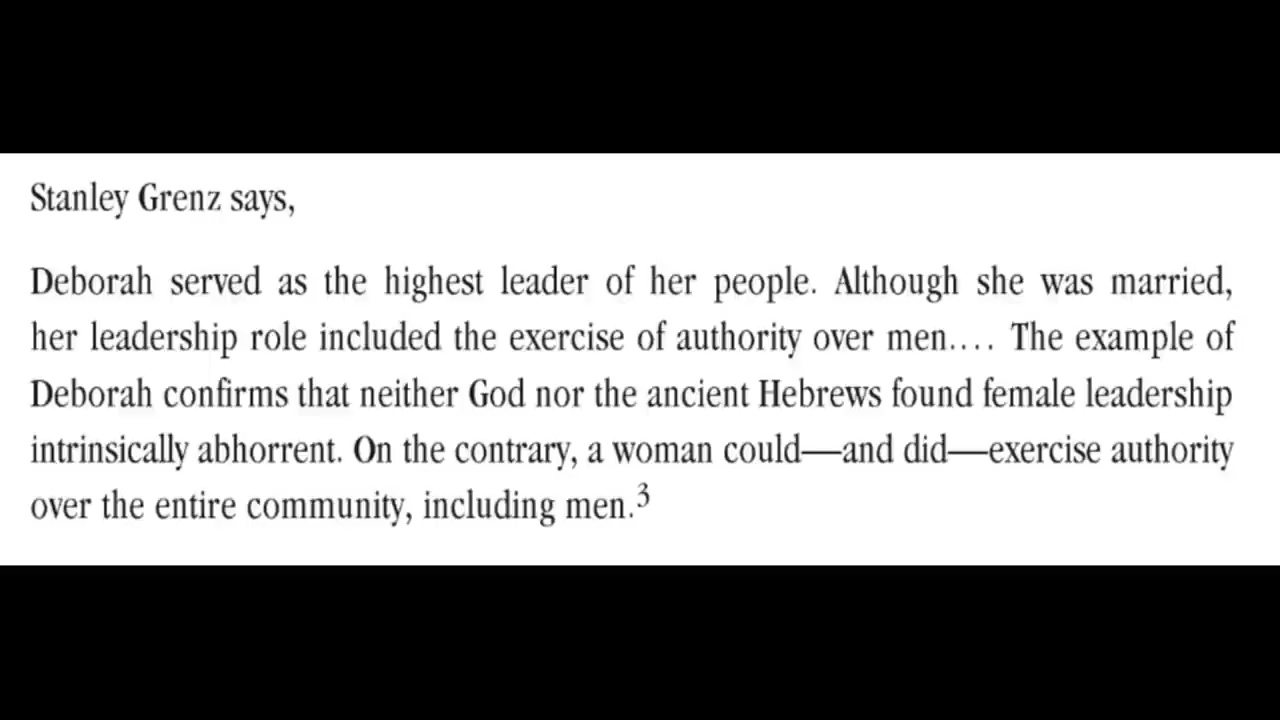 Stanley Grenz says,
Deborah served as the highest leader of her people. Although she was married,
her leadership role included the exercise of authority over men.... The example of
Deborah confirms that neither God nor the ancient Hebrews found female leadership
intrinsically abhorrent. On the contrary, a woman could—and did—exercise authority
over the entire community, including men.3